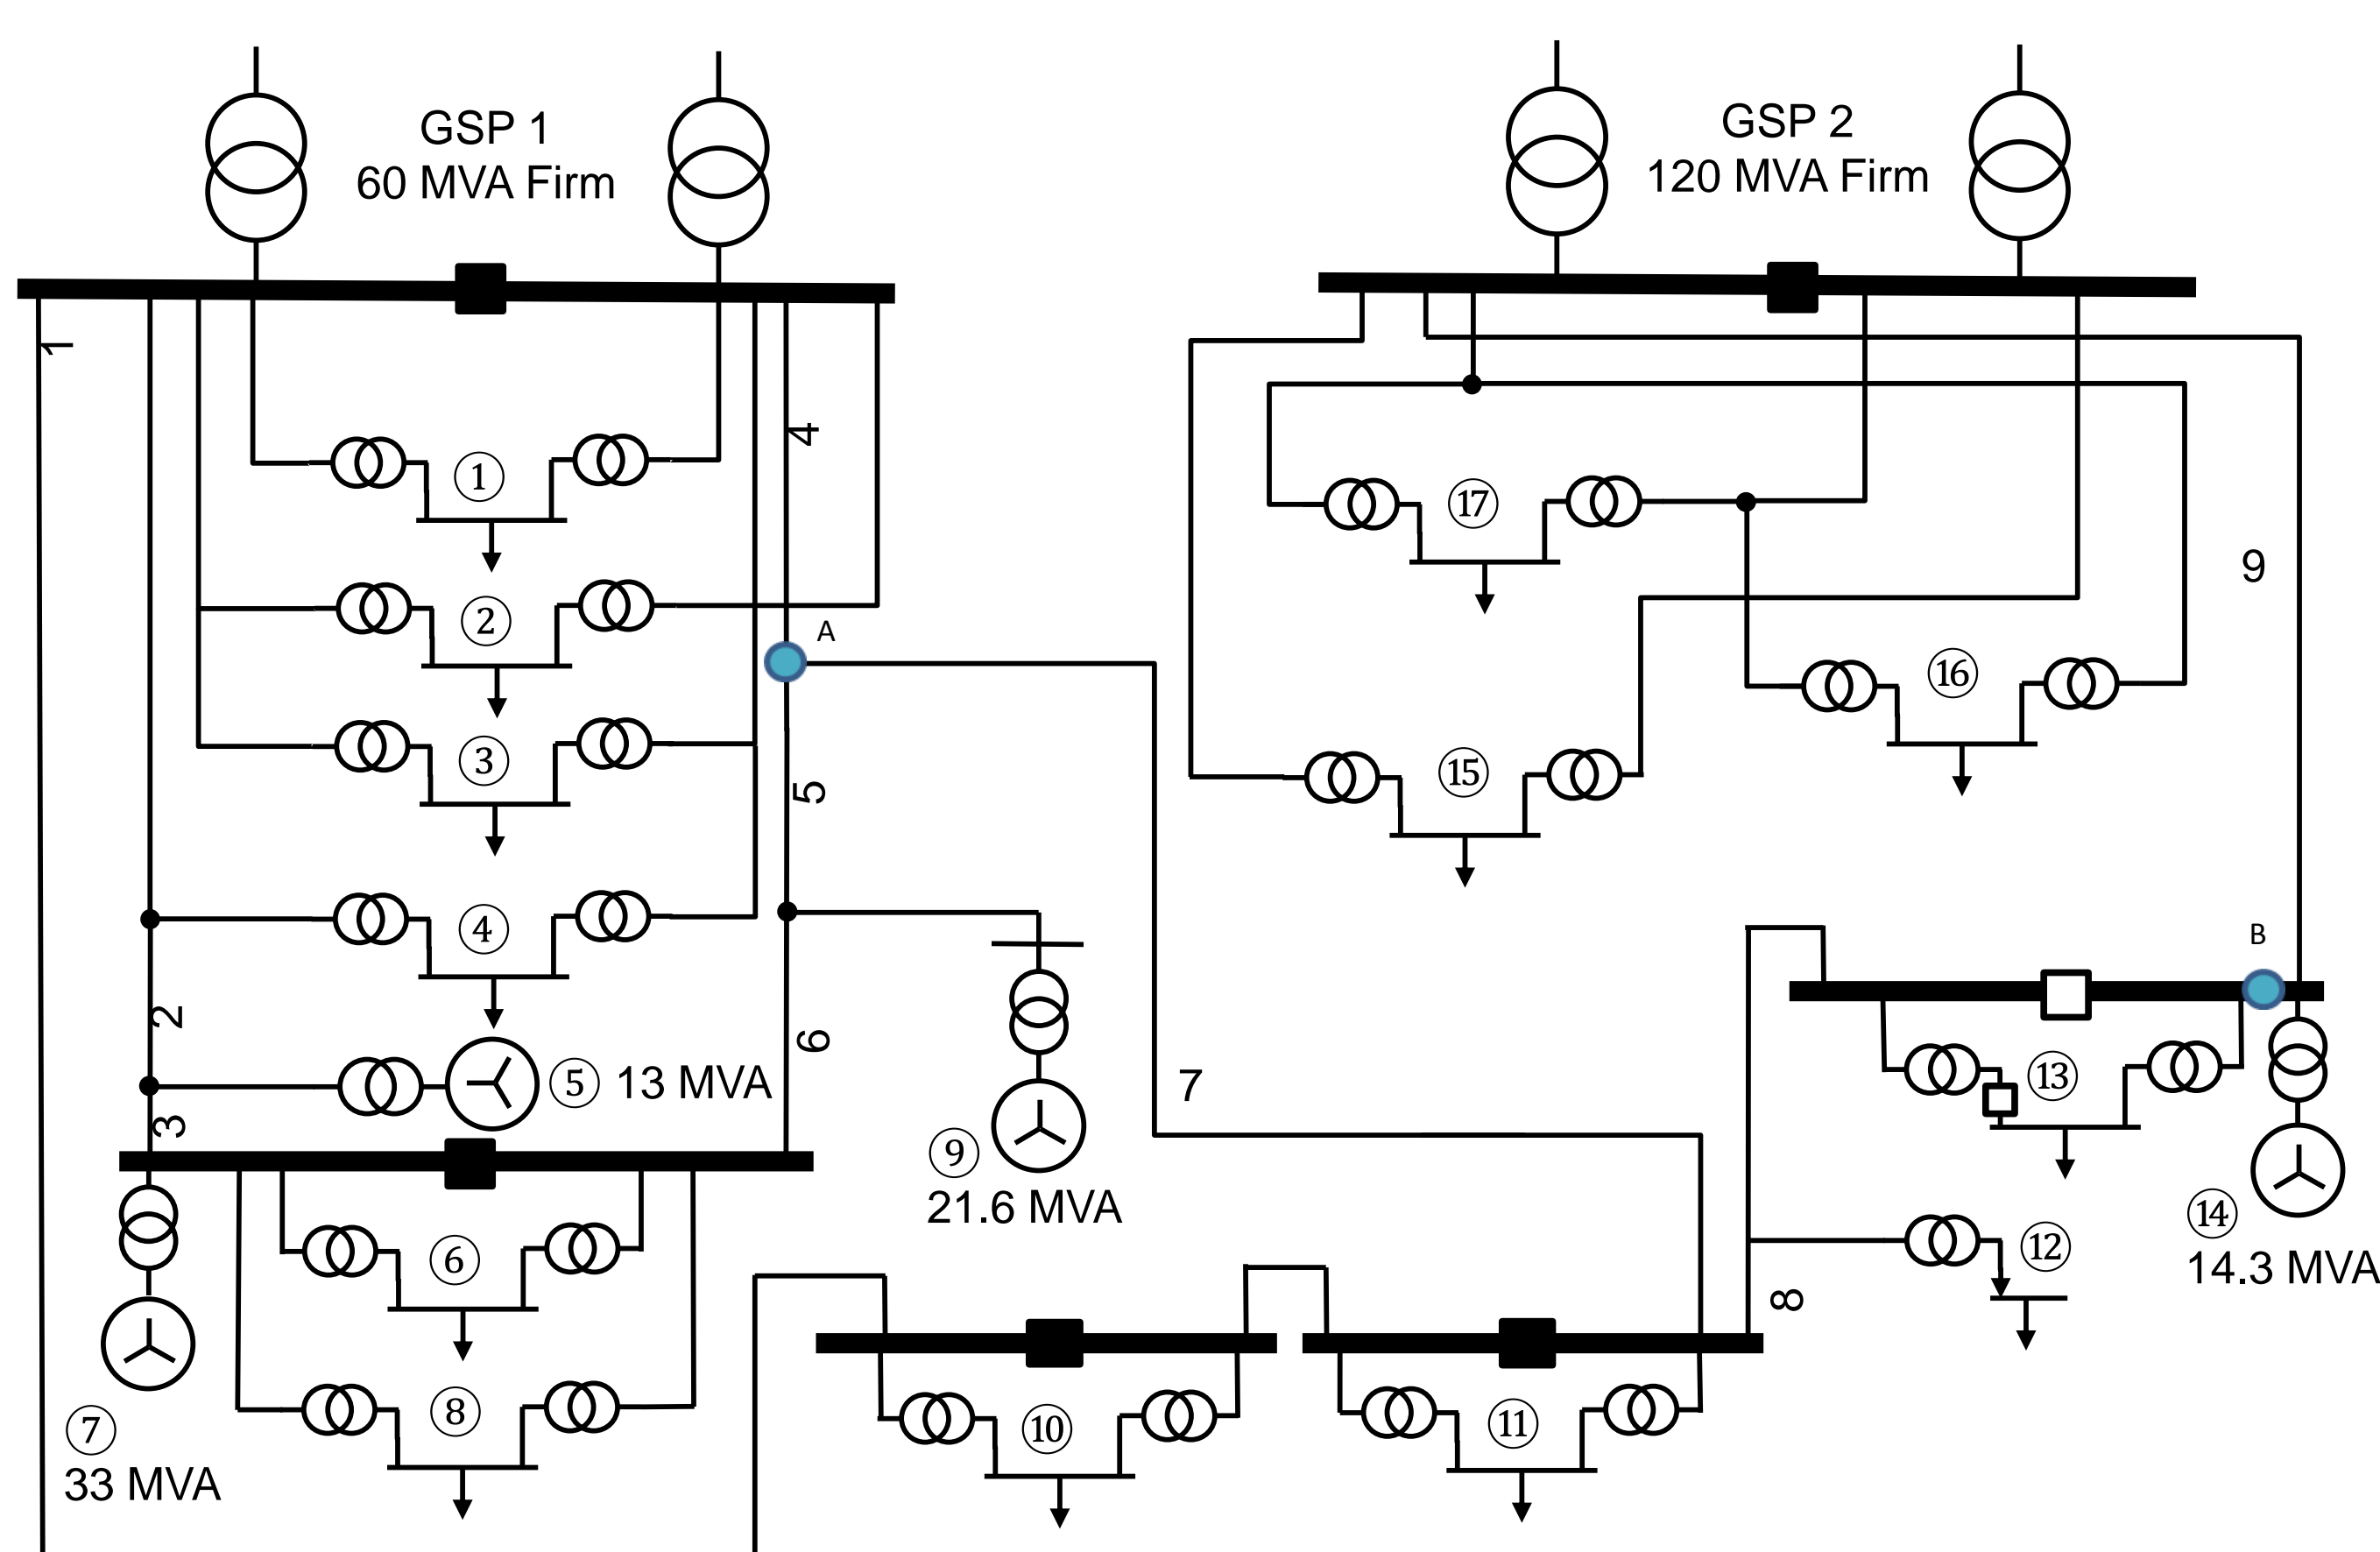 GSP 1
60 MVA Firm
GSP 2
120 MVA Firm
1
4
①
⑰
9
②
A
⑯
③
5
⑮
④
B
2
6
⑤ 13 MVA
7
⑬
3
⑨
21.6 MVA
⑭
14.3 MVA
⑥
⑫
8
⑦
33 MVA
⑧
⑩
⑪